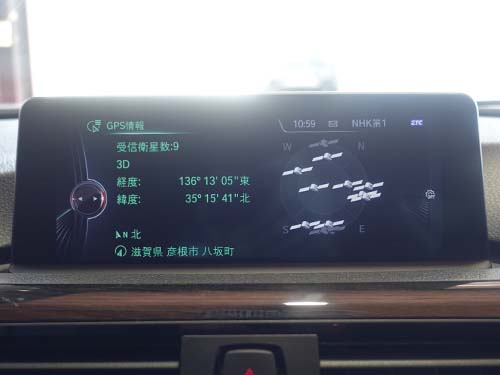 GPS情報
10:59 NHK第1 ETC
受信衛星数:9
3D
経度: 136° 13' 05"東
緯度: 35° 15' 41"北
W N
S E
N 北
滋賀県 彦根市 八坂町